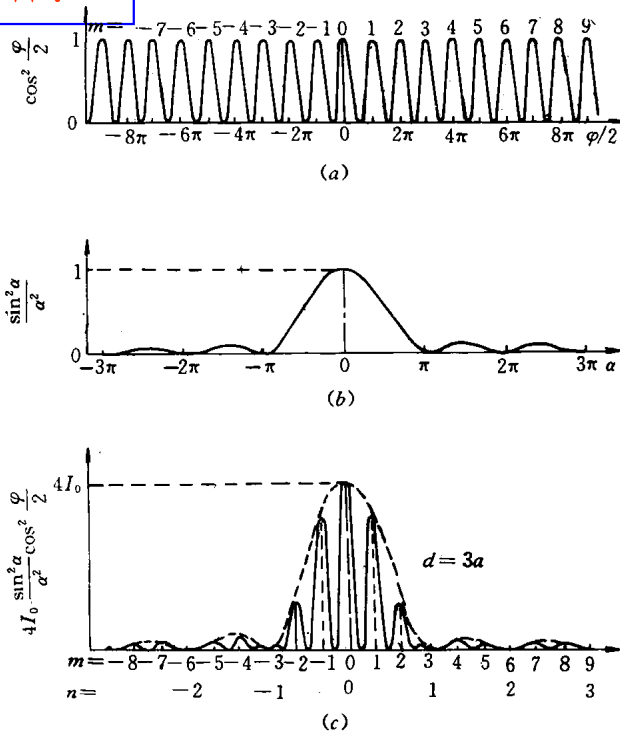 m= -7 -6 -5 -4 -3 -2 -1 0 1 2 3 4 5 6 7 8 9
cos² φ/2
1
0
-8π -6π -4π -2π 0 2π 4π 6π 8π φ/2
(a)
sin²α/α²
1
0
-3π -2π -π 0 π 2π 3π α
(b)
4I₀ sin²α/α² cos² φ/2
4I₀
d = 3a
m= -8 -7 -6 -5 -4 -3 -2 -1 0 1 2 3 4 5 6 7 8 9
n= -2 -1 0 1 2 3
(c)